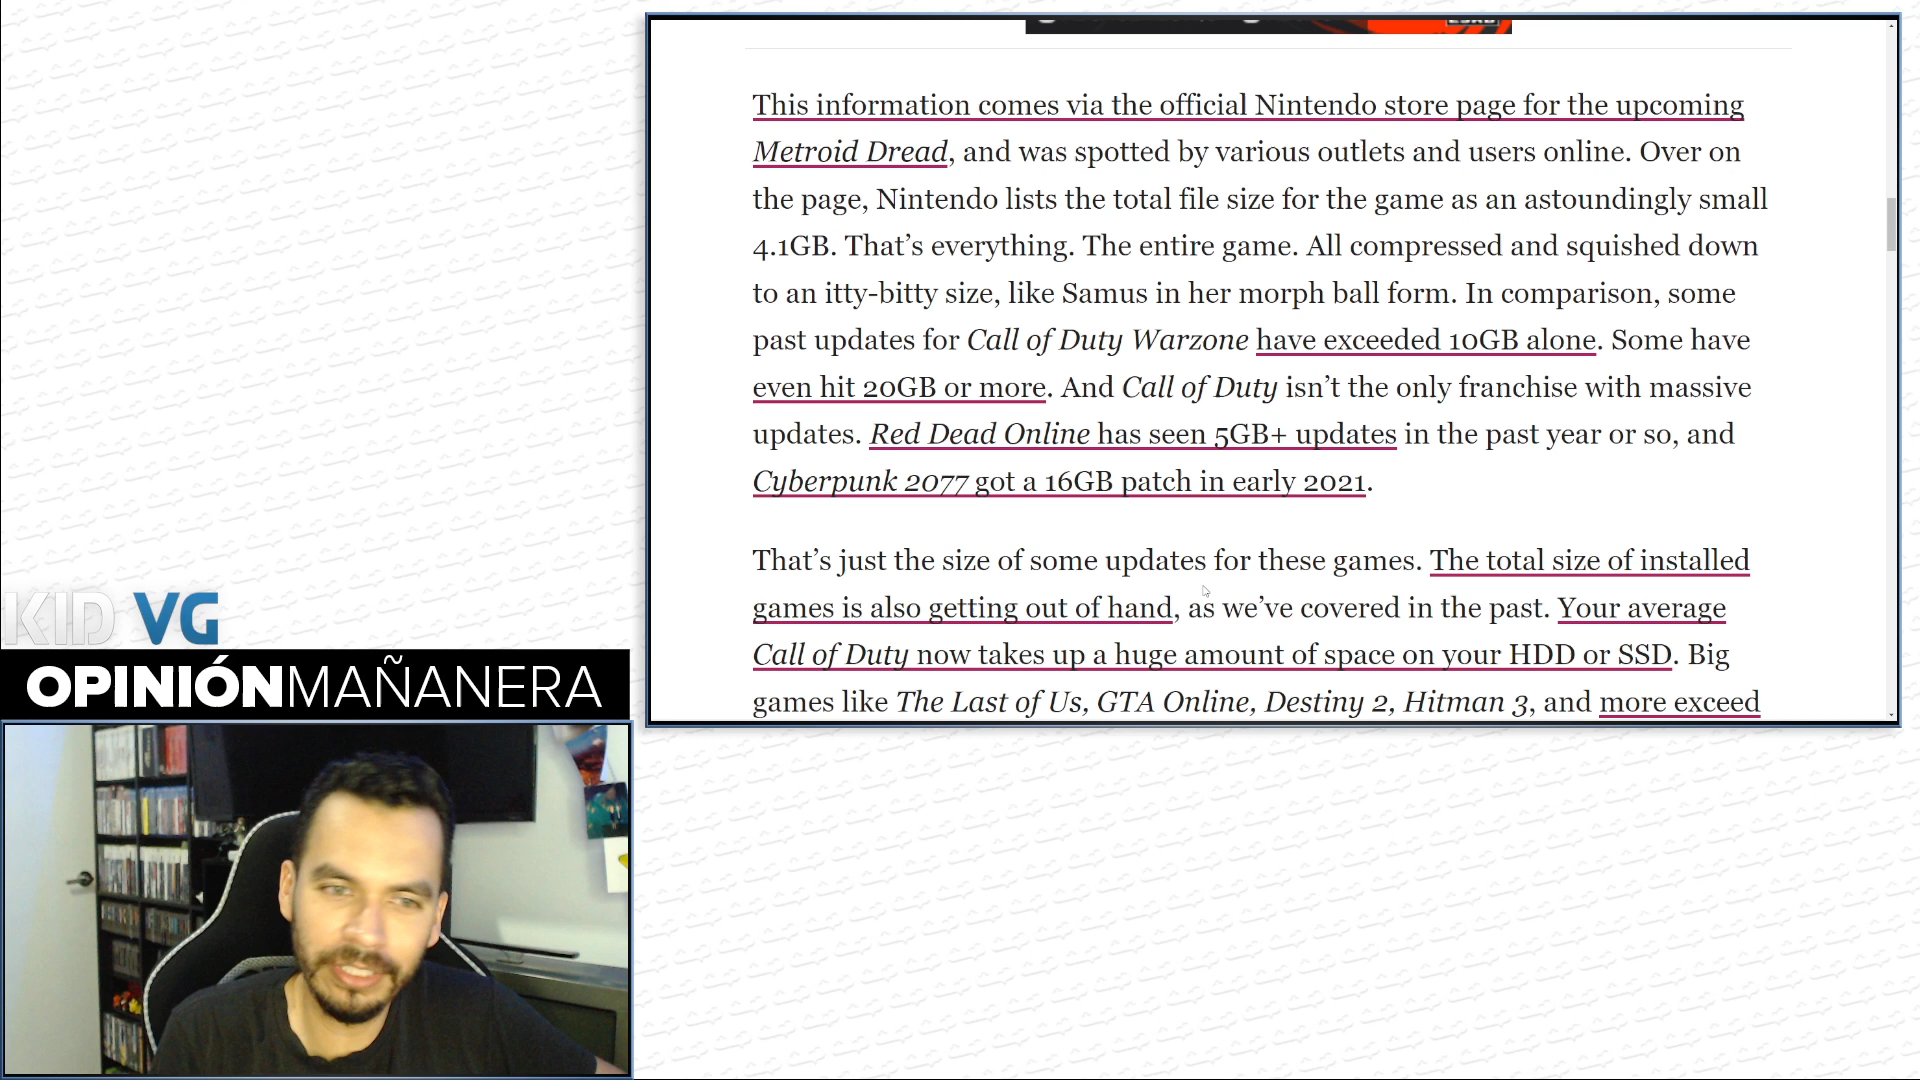 This information comes via the official Nintendo store page for the upcoming
Metroid Dread, and was spotted by various outlets and users online. Over on
the page, Nintendo lists the total file size for the game as an astoundingly small
4.1GB. That’s everything. The entire game. All compressed and squished down
to an itty-bitty size, like Samus in her morph ball form. In comparison, some
past updates for Call of Duty Warzone have exceeded 10GB alone. Some have
even hit 20GB or more. And Call of Duty isn’t the only franchise with massive
updates. Red Dead Online has seen 5GB+ updates in the past year or so, and
Cyberpunk 2077 got a 16GB patch in early 2021.
That’s just the size of some updates for these games. The total size of installed
games is also getting out of hand, as we’ve covered in the past. Your average
Call of Duty now takes up a huge amount of space on your HDD or SSD. Big
games like The Last of Us, GTA Online, Destiny 2, Hitman 3, and more exceed
KID VG
OPINIÓNMAÑANERA